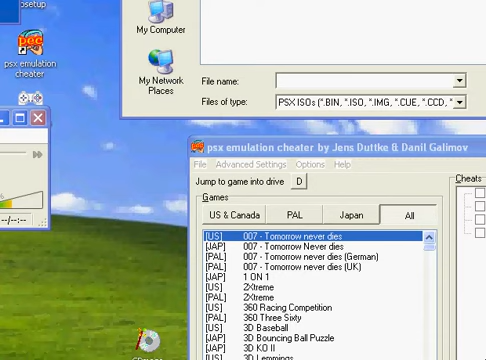 osetup
psx emulation
cheater
My Computer
My Network
Places
File name:
Files of type:
PSX ISOs (*.BIN, *.ISO, *.IMG, *.CUE, *.CCD, *
psx emulation cheater by Jens Duttke & Danil Galimov
File Advanced Settings Options Help
Jump to game into drive D
Cheats
Games
US & Canada PAL Japan All
[US] 007 - Tomorrow never dies
[JAP] 007 - Tomorrow Never dies
[PAL] 007 - Tomorrow never dies (German)
[PAL] 007 - Tomorrow never dies (UK)
[JAP] 1 ON 1
[US] 2Xtreme
[PAL] 2Xtreme
[US] 360 Racing Competition
[PAL] 360 Three Sixty
[US] 3D Baseball
[JAP] 3D Bouncing Ball Puzzle
[JAP] 3D KO II
[US] 3D Lemmings
--/--:--